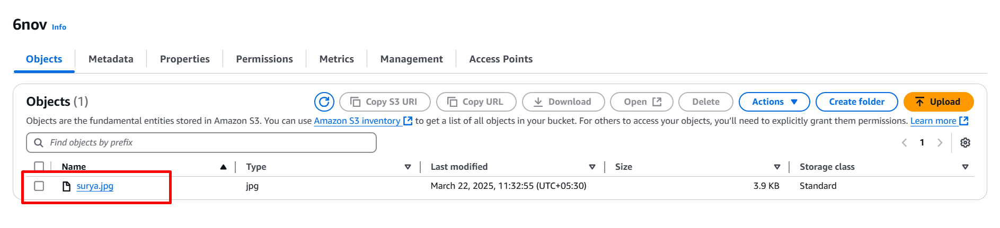 6nov Info
Objects Metadata Properties Permissions Metrics Management Access Points
Objects (1) Copy S3 URI Copy URL Download Open Delete Actions Create folder Upload
Objects are the fundamental entities stored in Amazon S3. You can use Amazon S3 inventory to get a list of all objects in your bucket. For others to access your objects, you'll need to explicitly grant them permissions. Learn more
Find objects by prefix 1
Name Type Last modified Size Storage class
surya.jpg jpg March 22, 2025, 11:32:55 (UTC+05:30) 3.9 KB Standard